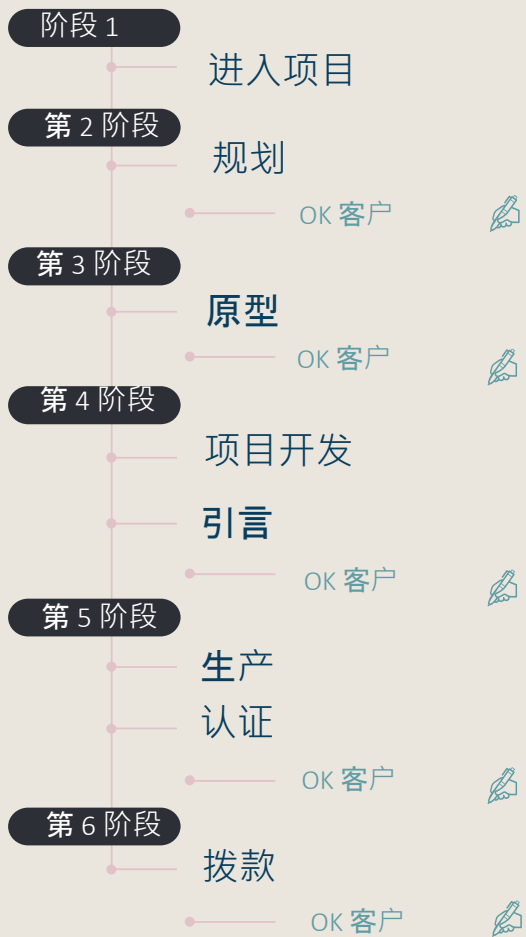 阶段 1
进入项目
第 2 阶段
规划
OK 客户
第 3 阶段
原型
OK 客户
第 4 阶段
项目开发
引言
OK 客户
第 5 阶段
生产
认证
OK 客户
第 6 阶段
拨款
OK 客户